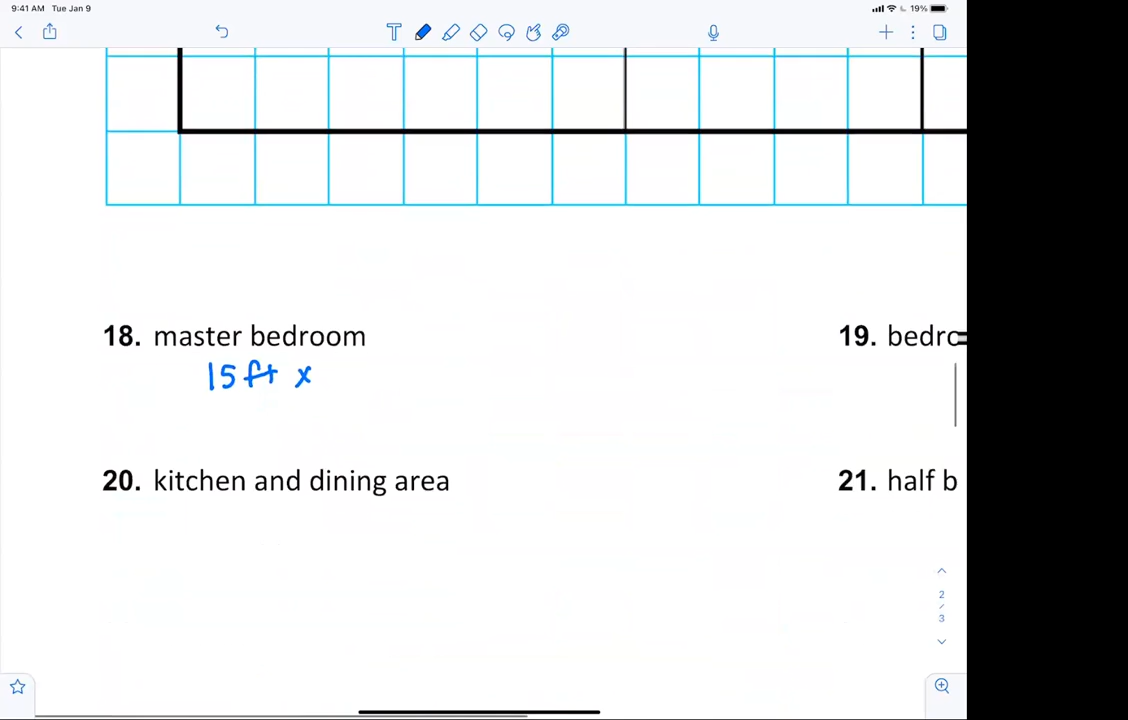 9:41 AM Tue Jan 9 19%
T
18. master bedroom 19. bedro
15 ft x
20. kitchen and dining area 21. half b
2
/
3